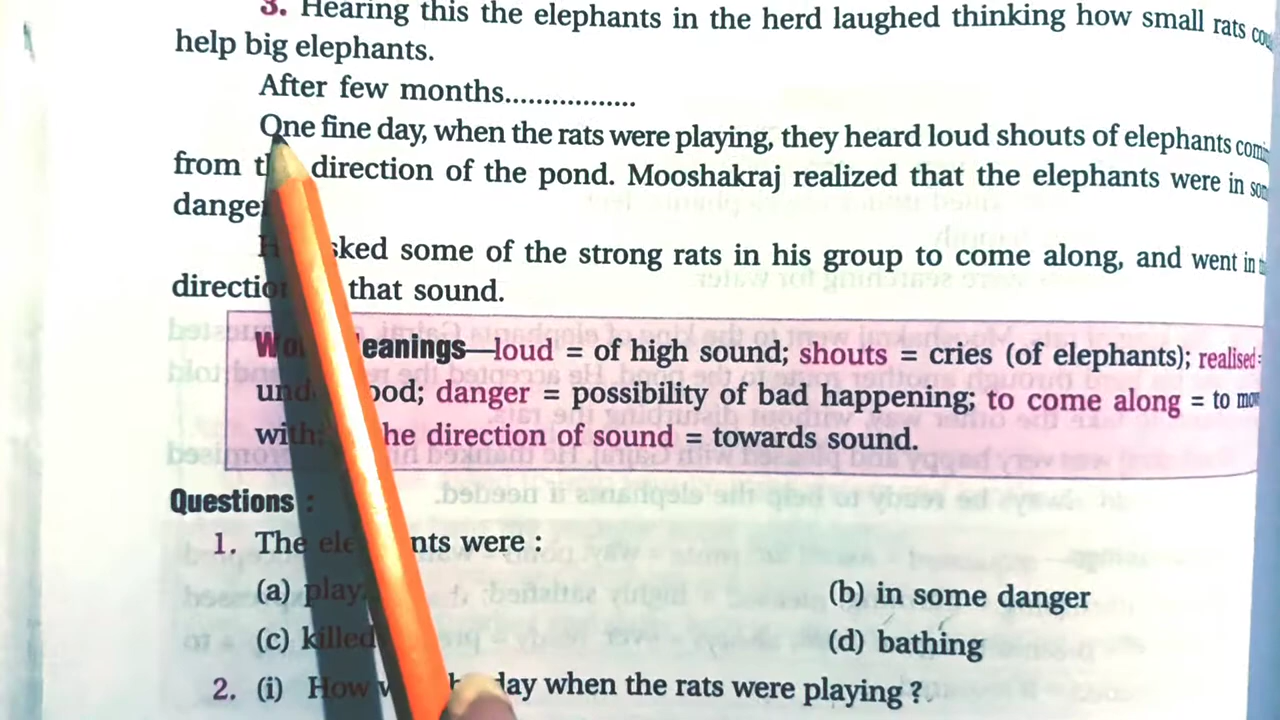 3. Hearing this the elephants in the herd laughed thinking how small rats
help big elephants.
After few months.................
One fine day, when the rats were playing, they heard loud shouts of elephants
from direction of the pond. Mooshakraj realized that the elephants were in
some of the strong rats in his group to come along, and went in
that sound.
loud = of high sound; shouts = cries (of elephants); realised
danger = possibility of bad happening; to come along = to
direction of sound = towards sound.
Questions :
1. The were :
(a) (b) in some danger
(c) killed (d) bathing
2. (i) How day when the rats were playing ?